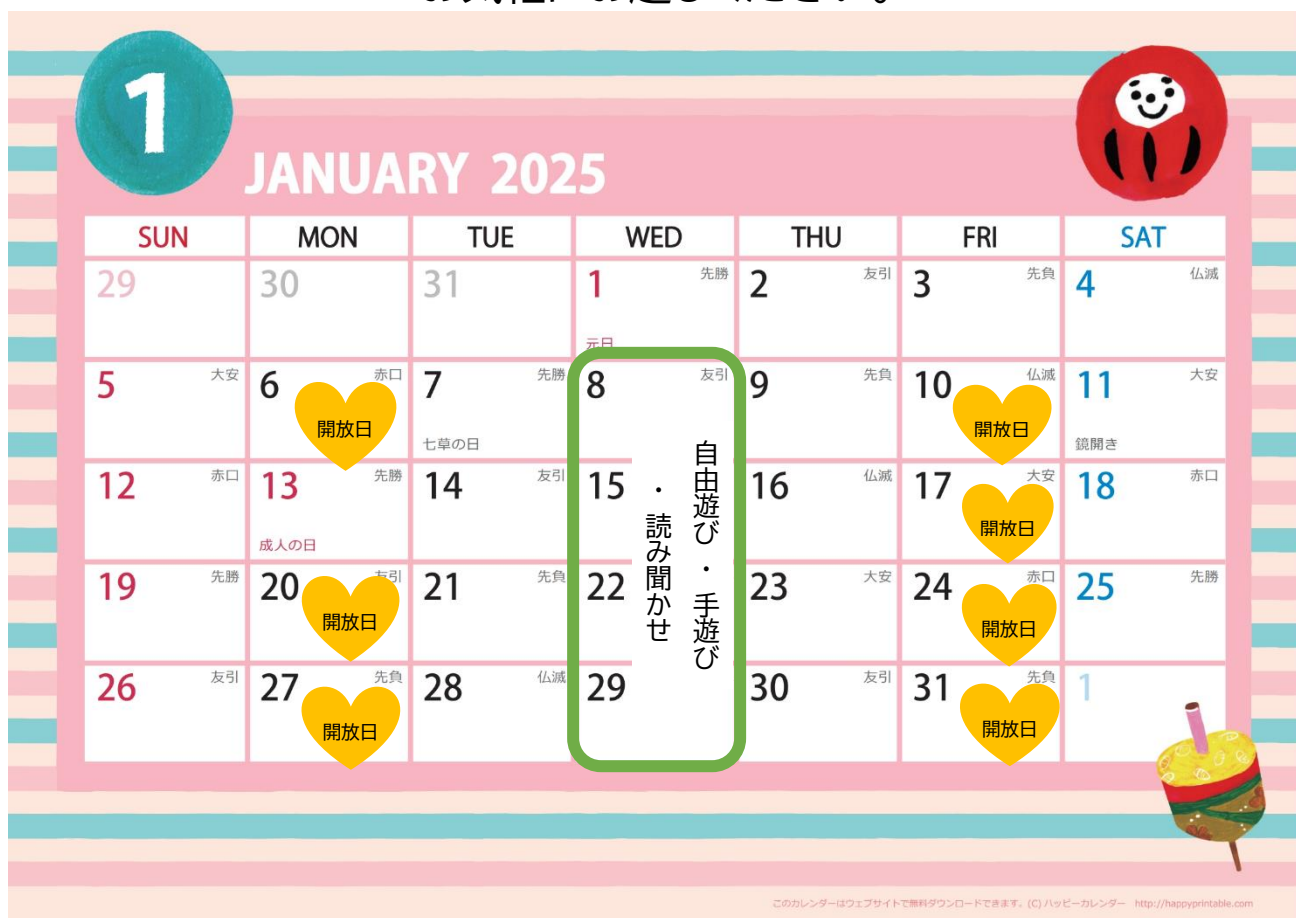 1
JANUARY 2025
SUN MON TUE WED THU FRI SAT
29 30 31 1 先勝 2 友引 3 先負 4 仏滅
元日
5 大安 6 赤口 7 先勝 8 友引 9 先負 10 仏滅 11 大安
開放日 開放日
七草の日 鏡開き
12 赤口 13 先勝 14 友引 15 16 仏滅 17 大安 18 赤口
開放日
成人の日
19 先勝 20 友引 21 先負 22 23 大安 24 赤口 25 先勝
開放日 開放日
26 友引 27 先負 28 仏滅 29 30 友引 31 先負 1
開放日 開放日
自由遊び・手遊び
・読み聞かせ
このカレンダーはウェブサイトで無料ダウンロードできます。(C) ハッピーカレンダー http://happyprintable.com